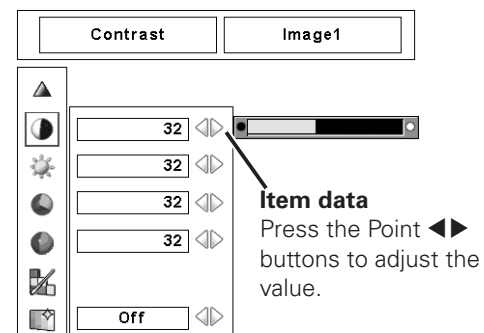 Contrast Image1
32
32
32
32
Off
Item data
Press the Point ◀▶
buttons to adjust the
value.